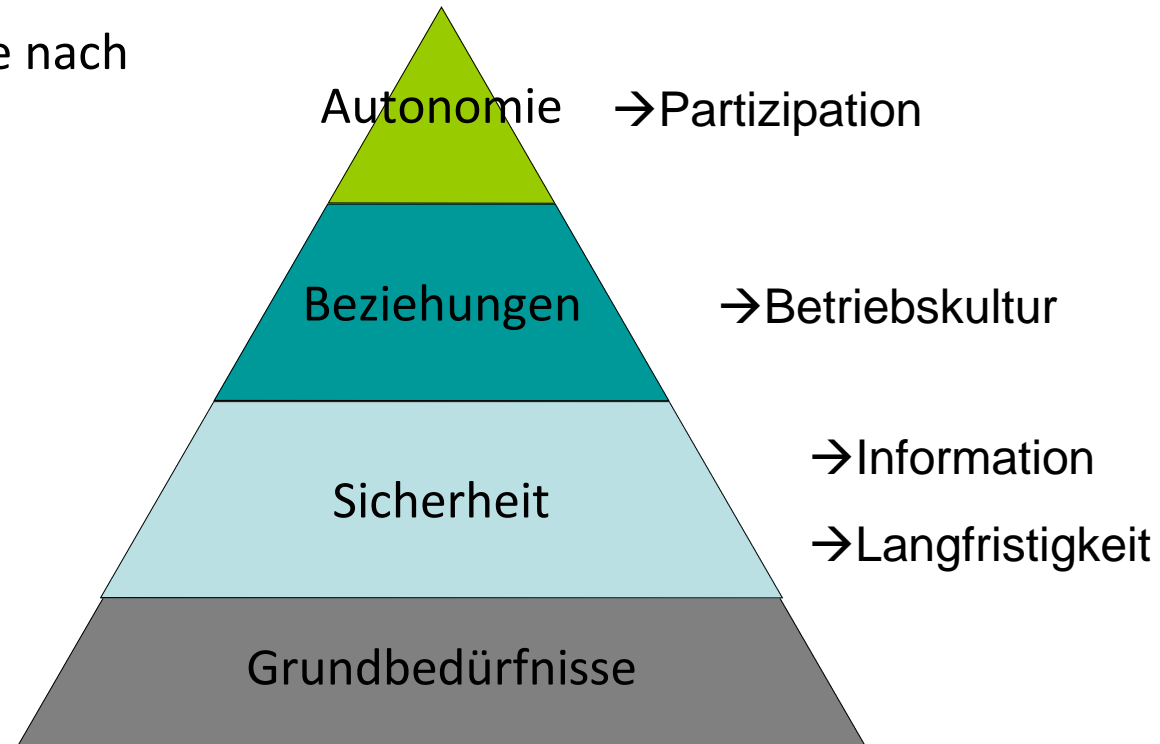 e nach
Autonomie →Partizipation
Beziehungen →Betriebskultur
→Information
Sicherheit
→Langfristigkeit
Grundbedürfnisse